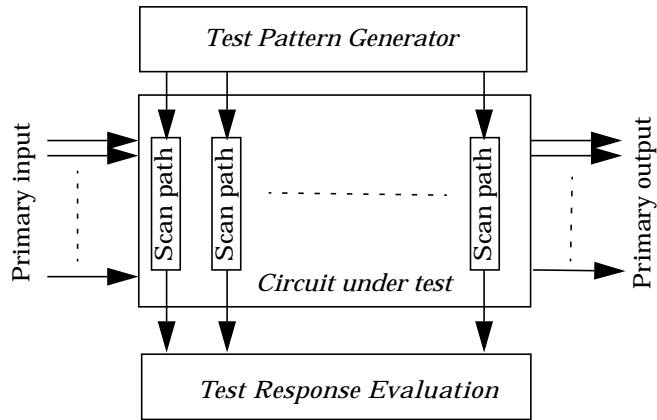 Test Pattern Generator
Primary input
Scan path
Scan path
Scan path
Primary output
Circuit under test
Test Response Evaluation